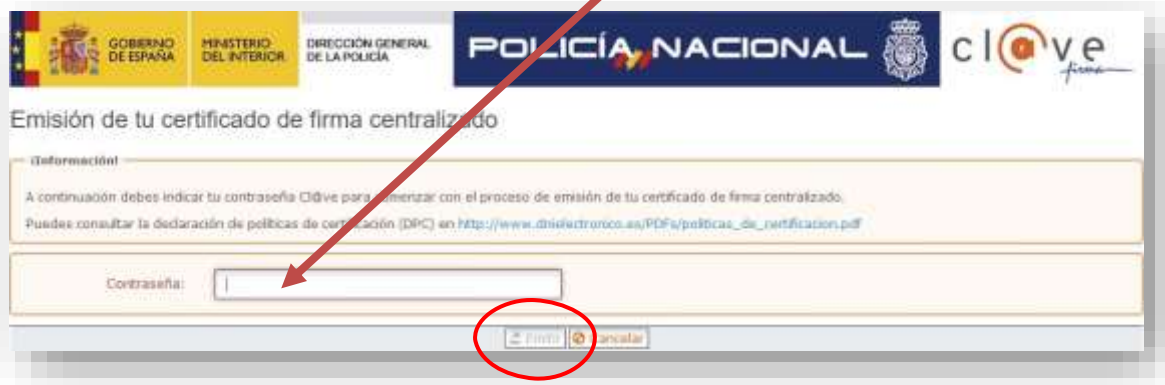 GOBIERNO
DE ESPAÑA
MINISTERIO
DEL INTERIOR
DIRECCIÓN GENERAL
DE LA POLICÍA
POLICÍA NACIONAL
cl@ve
firma
Emisión de tu certificado de firma centralizado
¡Información!
A continuación debes indicar tu contraseña Cl@ve para comenzar con el proceso de emisión de tu certificado de firma centralizado.
Puedes consultar la declaración de políticas de certificación (DPC) en http://www.dnielectronico.es/PDFs/politicas_de_certificacion.pdf
Contraseña:
Emitir Cancelar